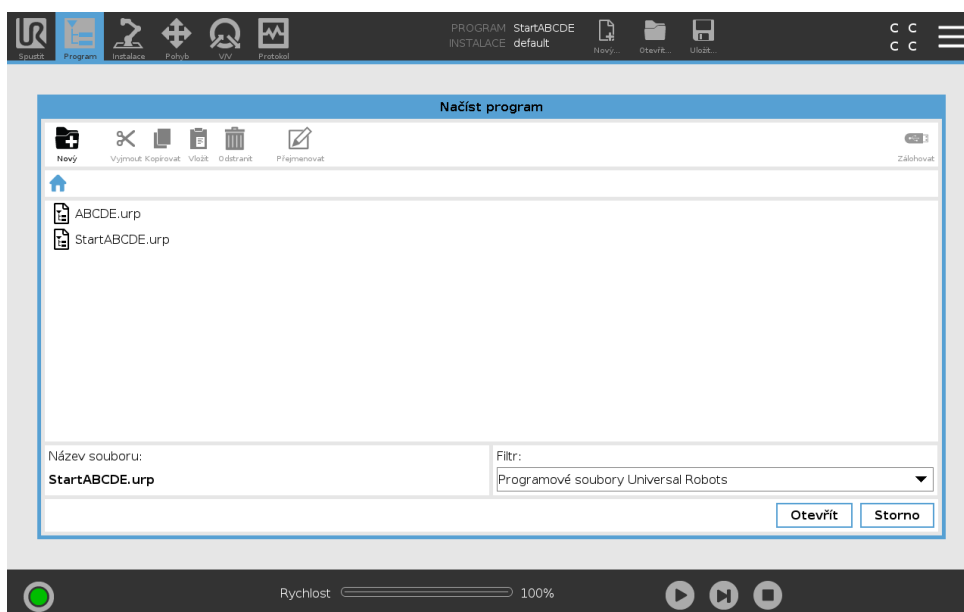 UR
PROGRAM StartABCDE
INSTALACE default
Spustit Program Instalace Pohyb V/V Protokol Nový... Otevřít... Uložit...
C C
C C
Načíst program
Nový Vyjmout Kopírovat Vložit Odstranit Přejmenovat Zálohovat
ABCDE.urp
StartABCDE.urp
Název souboru: Filtr:
StartABCDE.urp Programové soubory Universal Robots
Otevřít Storno
Rychlost 100%